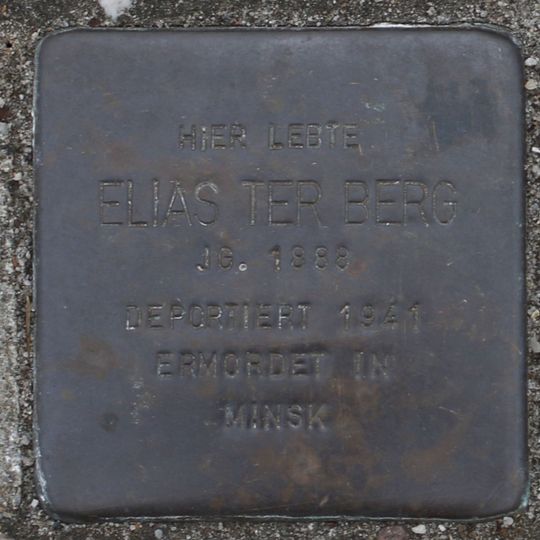 HIER LEBTE
ELIAS TER BERG
JG. 1888
DEPORTIERT 1941
ERMORDET IN
MINSK